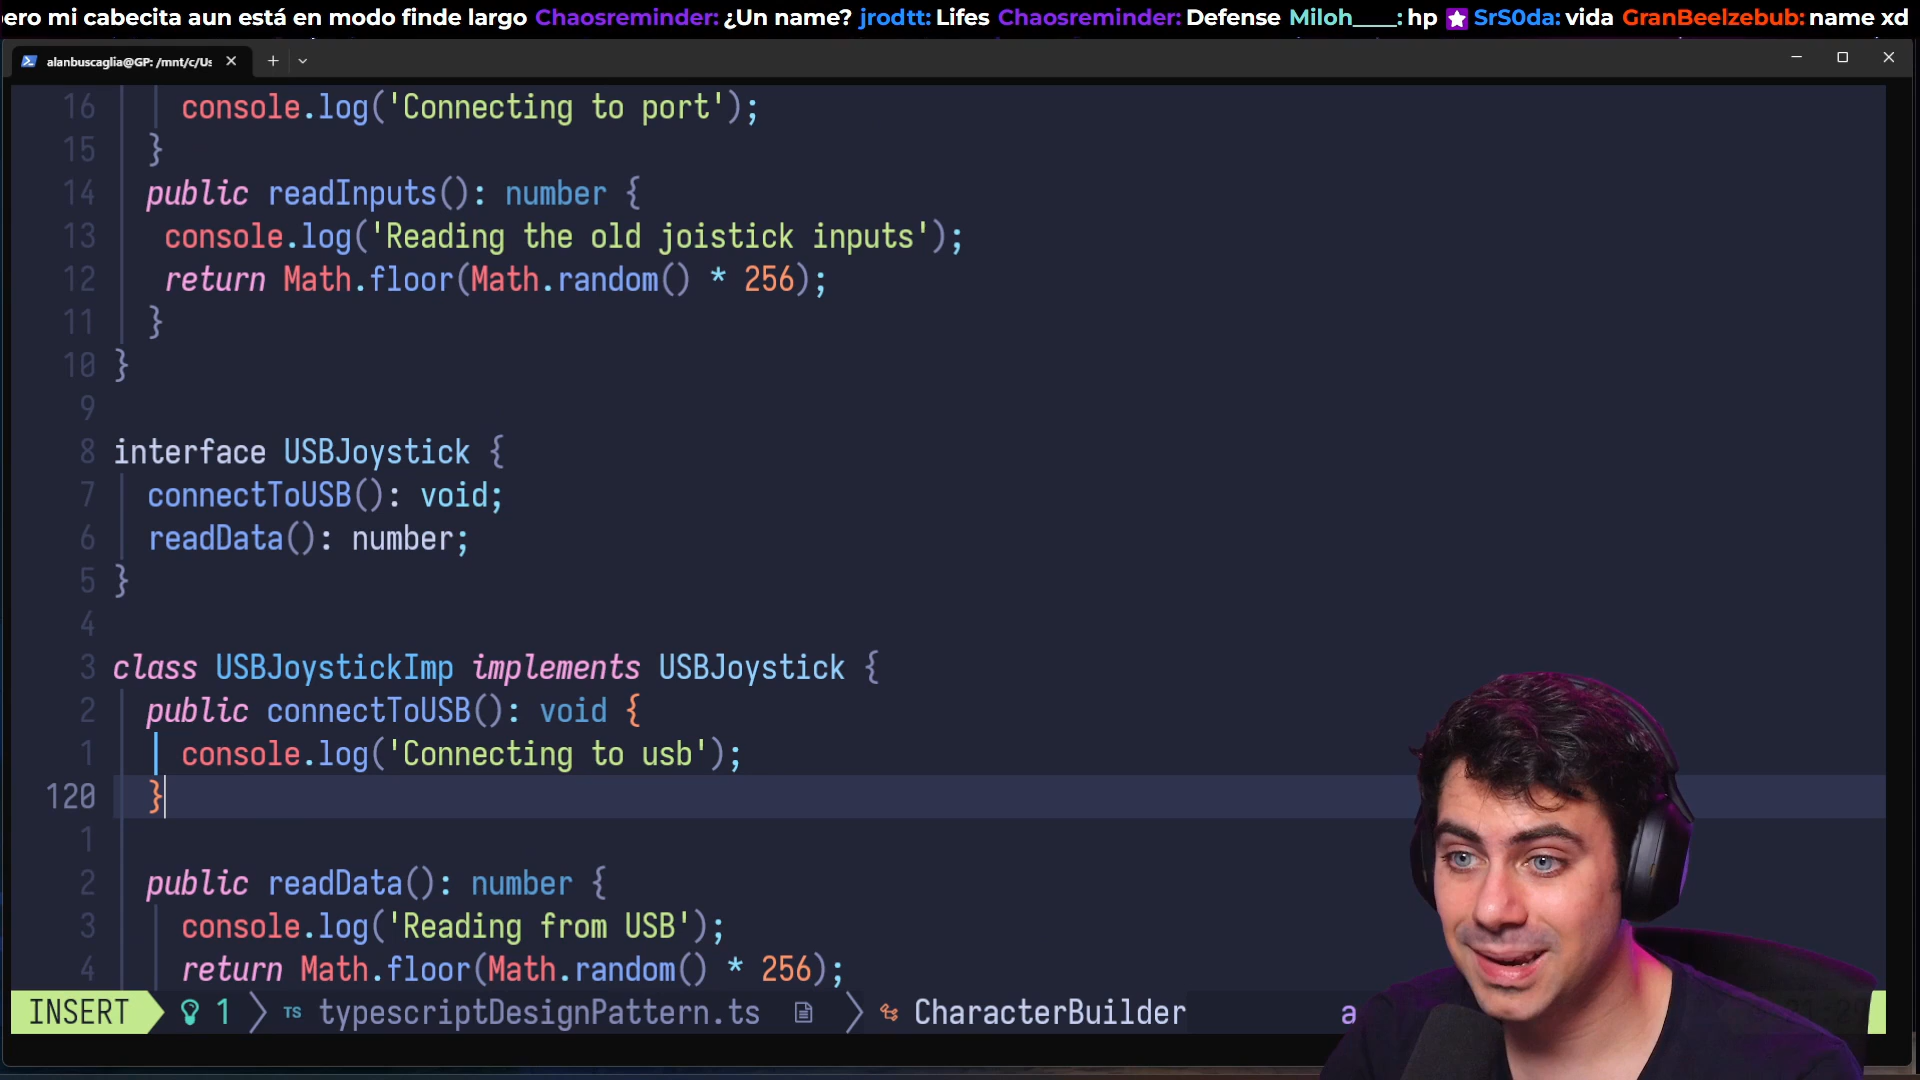 ero mi cabecita aun está en modo finde largo Chaosreminder: ¿Un name? jrodtt: Lifes Chaosreminder: Defense Miloh____: hp SrS0da: vida GranBeelzebub: name xd
alanbuscaglia@GP: /mnt/c/Us
16 console.log('Connecting to port');
15 }
14 public readInputs(): number {
13 console.log('Reading the old joistick inputs');
12 return Math.floor(Math.random() * 256);
11 }
10 }
9
8 interface USBJoystick {
7 connectToUSB(): void;
6 readData(): number;
5 }
4
3 class USBJoystickImp implements USBJoystick {
2 public connectToUSB(): void {
1 console.log('Connecting to usb');
120 }
1
2 public readData(): number {
3 console.log('Reading from USB');
4 return Math.floor(Math.random() * 256);
INSERT 1 TS typescriptDesignPattern.ts CharacterBuilder a